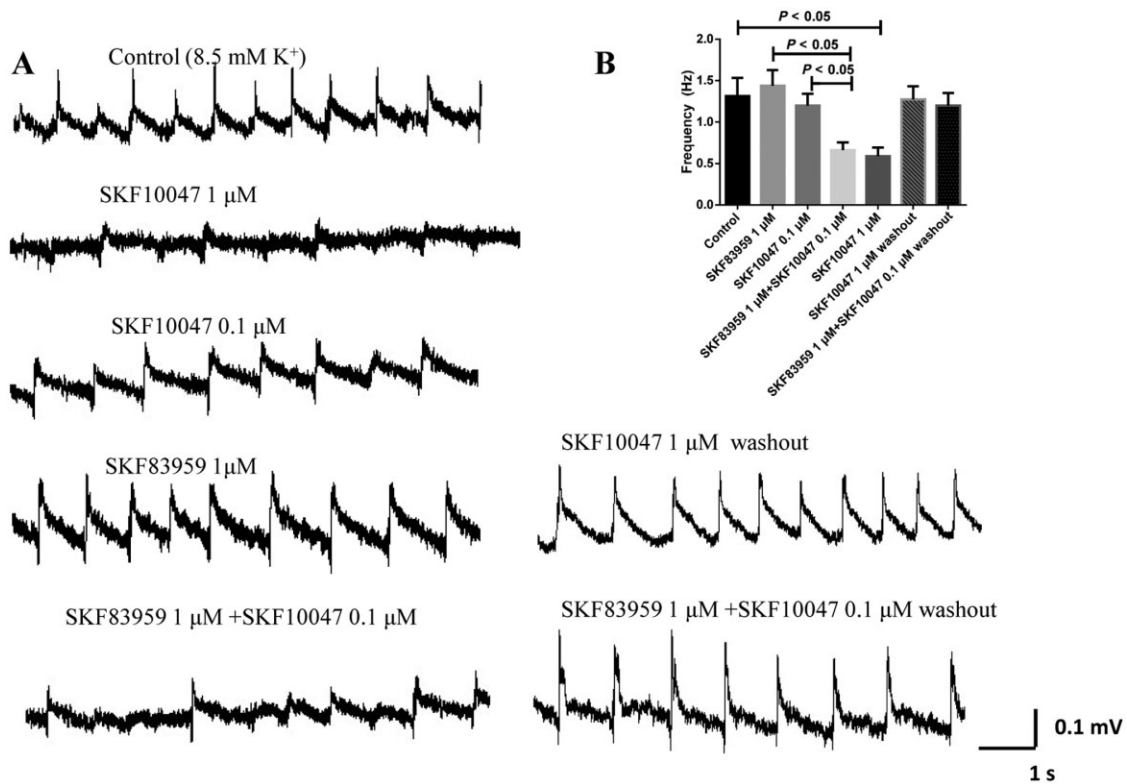 A
Control (8.5 mM K⁺)
SKF10047 1 μM
SKF10047 0.1 μM
SKF83959 1μM
SKF83959 1 μM +SKF10047 0.1 μM
B
P < 0.05
P < 0.05
P < 0.05
Frequency (Hz)
2.0
1.5
1.0
0.5
0.0
Control
SKF83959 1 μM
SKF10047 0.1 μM
SKF83959 1 μM+SKF10047 0.1 μM
SKF10047 1 μM
SKF10047 1 μM washout
SKF83959 1 μM+SKF10047 0.1 μM washout
SKF10047 1 μM washout
SKF83959 1 μM +SKF10047 0.1 μM washout
0.1 mV
1 s